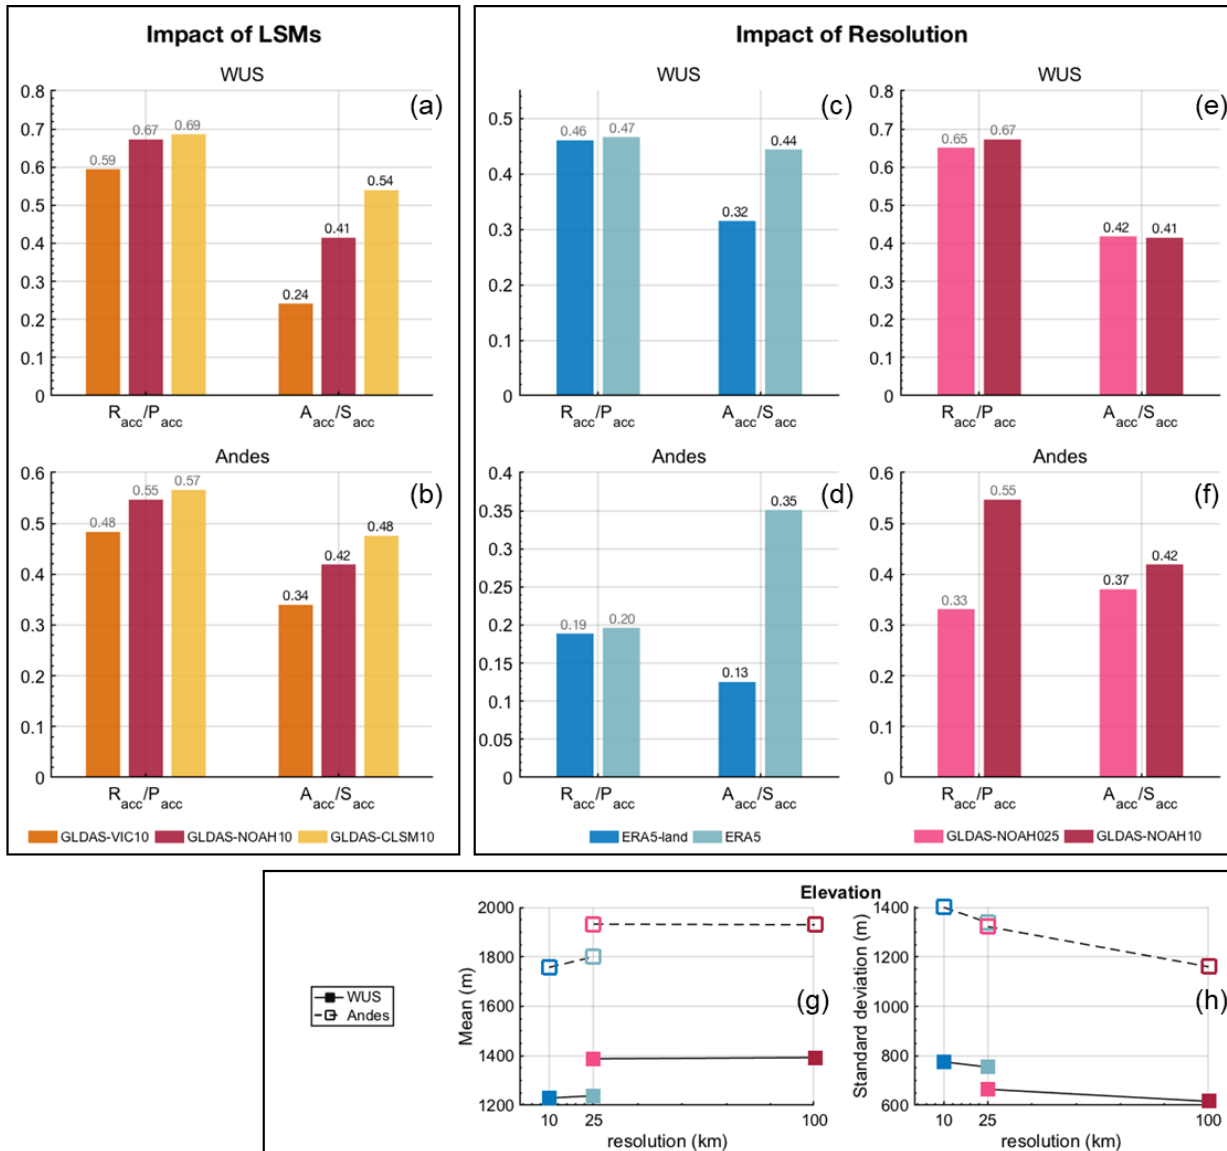 Impact of LSMs
WUS
(a)
0.8
0.7
0.6
0.5
0.4
0.3
0.2
0.1
0
0.59
0.67
0.69
0.24
0.41
0.54
Racc/Pacc
Aacc/Sacc
Andes
(b)
0.6
0.5
0.4
0.3
0.2
0.1
0
0.48
0.55
0.57
0.34
0.42
0.48
Racc/Pacc
Aacc/Sacc
GLDAS-VIC10 GLDAS-NOAH10 GLDAS-CLSM10
Impact of Resolution
WUS
(c)
0.5
0.4
0.3
0.2
0.1
0
0.46
0.47
0.32
0.44
Racc/Pacc
Aacc/Sacc
Andes
(d)
0.4
0.35
0.3
0.25
0.2
0.15
0.1
0.05
0
0.19
0.20
0.13
0.35
Racc/Pacc
Aacc/Sacc
ERA5-land ERA5
WUS
(e)
0.8
0.7
0.6
0.5
0.4
0.3
0.2
0.1
0
0.65
0.67
0.42
0.41
Racc/Pacc
Aacc/Sacc
Andes
(f)
0.6
0.5
0.4
0.3
0.2
0.1
0
0.33
0.55
0.37
0.42
Racc/Pacc
Aacc/Sacc
GLDAS-NOAH025 GLDAS-NOAH10
Elevation
WUS
Andes
Mean (m)
2000
1800
1600
1400
1200
(g)
10 25 100
resolution (km)
Standard deviation (m)
1400
1200
1000
800
600
(h)
10 25 100
resolution (km)